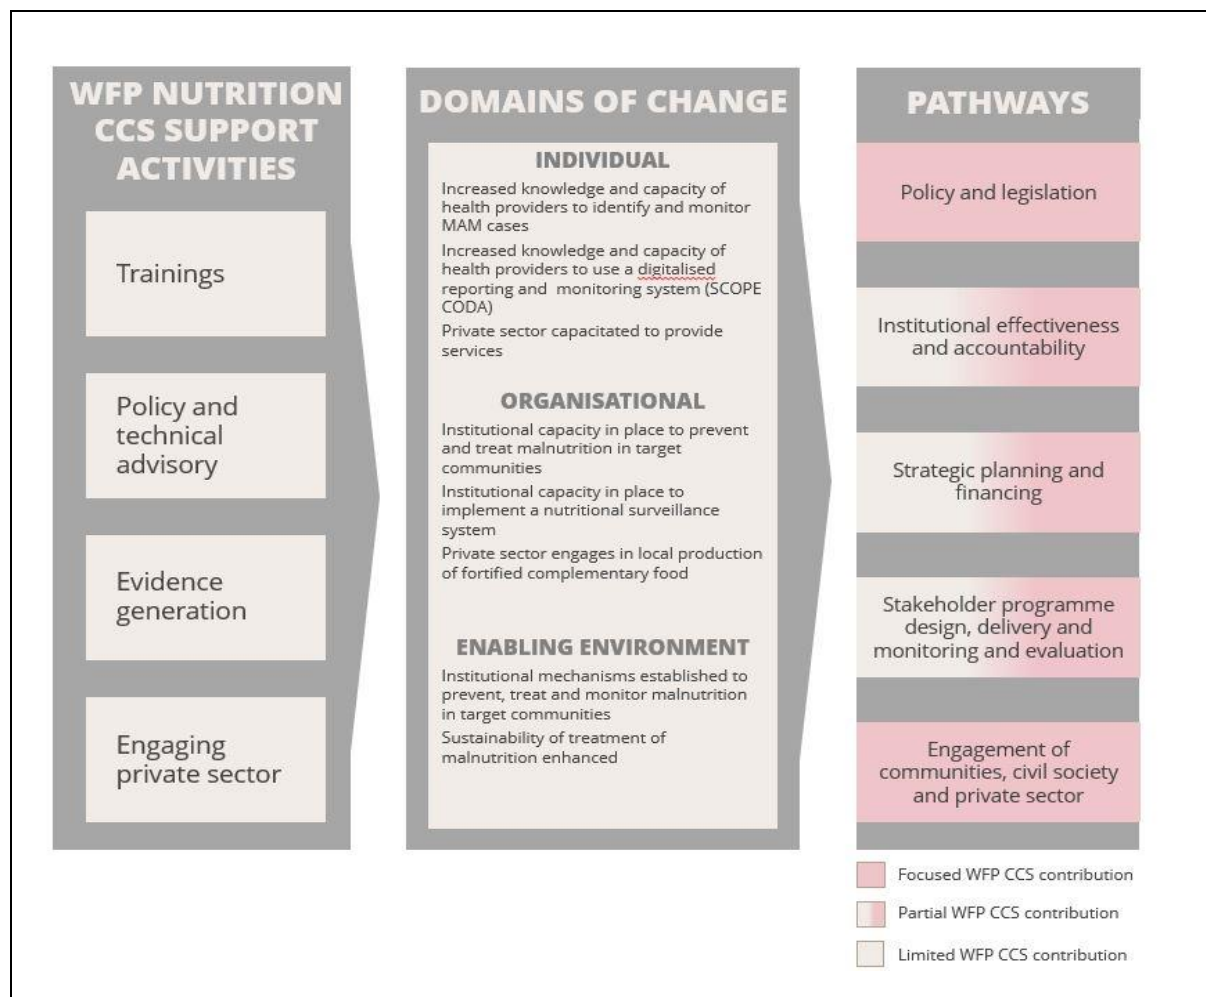 WFP NUTRITION
CCS SUPPORT
ACTIVITIES
Trainings
Policy and
technical
advisory
Evidence
generation
Engaging
private sector
DOMAINS OF CHANGE
INDIVIDUAL
Increased knowledge and capacity of
health providers to identify and monitor
MAM cases
Increased knowledge and capacity of
health providers to use a digitalised
reporting and monitoring system (SCOPE
CODA)
Private sector capacitated to provide
services
ORGANISATIONAL
Institutional capacity in place to prevent
and treat malnutrition in target
communities
Institutional capacity in place to
implement a nutritional surveillance
system
Private sector engages in local production
of fortified complementary food
ENABLING ENVIRONMENT
Institutional mechanisms established to
prevent, treat and monitor malnutrition
in target communities
Sustainability of treatment of
malnutrition enhanced
PATHWAYS
Policy and legislation
Institutional effectiveness
and accountability
Strategic planning and
financing
Stakeholder programme
design, delivery and
monitoring and evaluation
Engagement of
communities, civil society
and private sector
Focused WFP CCS contribution
Partial WFP CCS contribution
Limited WFP CCS contribution